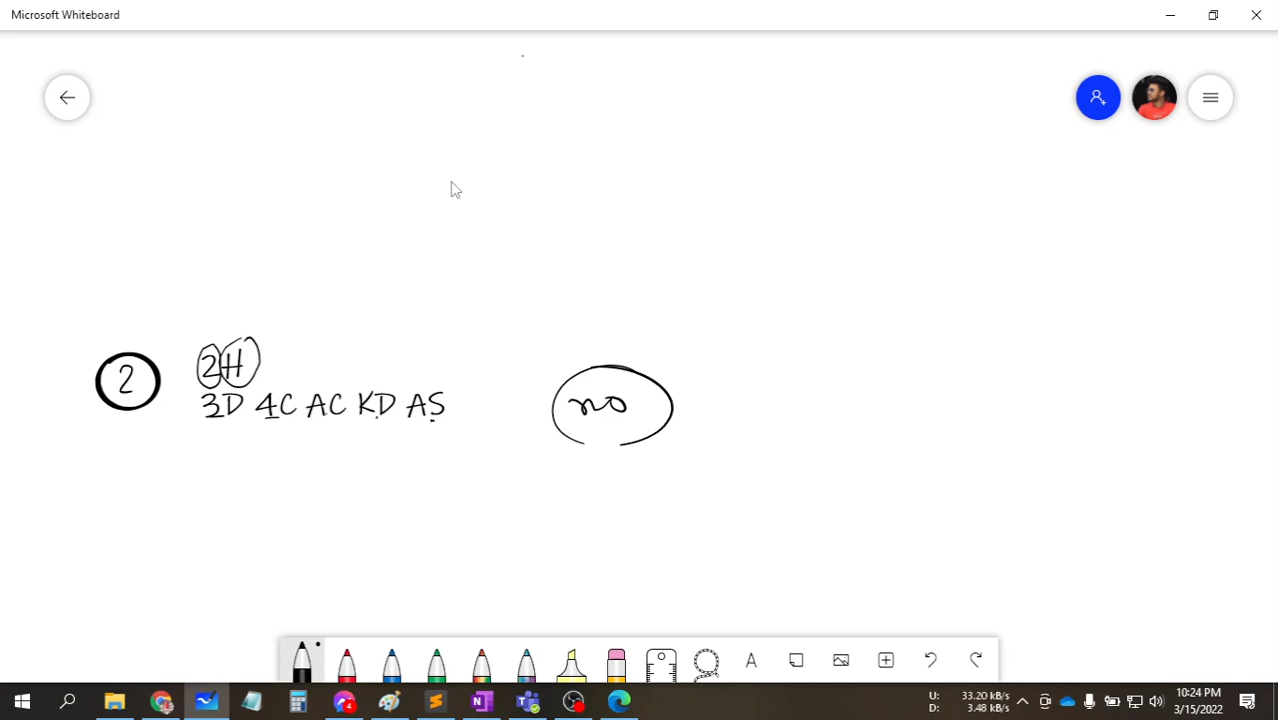 Microsoft Whiteboard
2 2H
3D 4C AC KD AS no
A
4
U: 33.20 kB/s
D: 3.48 kB/s
10:24 PM
3/15/2022